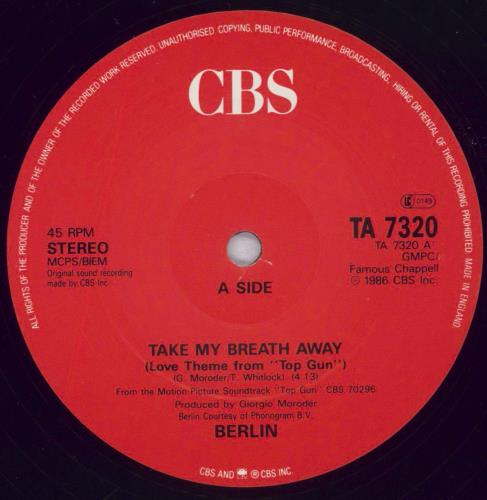 ALL RIGHTS OF THE PRODUCER AND OF THE OWNER OF THE RECORDED WORK RESERVED. UNAUTHORISED COPYING, PUBLIC PERFORMANCE, BROADCASTING, HIRING OR RENTAL OF THIS RECORDING PROHIBITED. MADE IN ENGLAND
CBS
45 RPM
STEREO
MCPS/BIEM
Original sound recording
made by CBS Inc.
LC 0149
TA 7320
TA 7320 A
GMPC/
Famous Chappell
℗ 1986 CBS Inc.
A SIDE
TAKE MY BREATH AWAY
(Love Theme from "Top Gun")
(G. Moroder/T. Whitlock) (4.13)
From the Motion Picture Soundtrack "Top Gun" CBS 70296
Produced by Giorgio Moroder
Berlin Courtesy of Phonogram B.V.
BERLIN
CBS AND ® CBS INC.